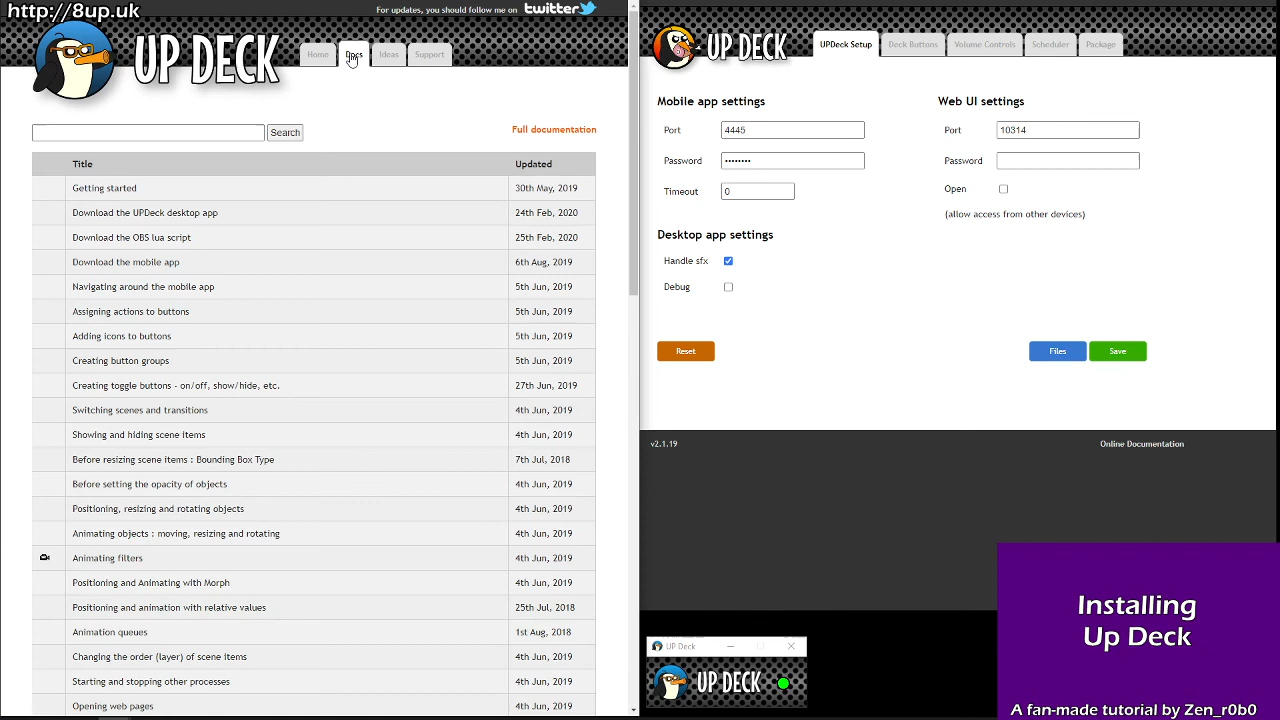 http://8up.uk
For updates, you should follow me on twitter
UP DECK
Home
Docs
Ideas
Support
Search
Full documentation
Title Updated
Getting started 30th May, 2019
Download the UPDeck desktop app 24th Feb, 2020
Download the OBS lua script 25th Feb, 2020
Download the mobile app 6th Aug, 2019
Navigating around the mobile app 5th Jun, 2019
Assigning actions to buttons 5th Jun, 2019
Adding icons to buttons 5th Jun, 2019
Creating button groups 5th Jun, 2019
Creating toggle buttons - on/off, show/hide, etc. 27th Jun, 2019
Switching scenes and transitions 4th Jun, 2019
Showing and hiding scene items 4th Jun, 2019
Before resizing scene items : Bounding Box Type 7th Jul, 2018
Before setting the opacity of objects 4th Jun, 2019
Positioning, resizing and rotating objects 4th Jun, 2019
Animating objects : moving, resizing and rotating 4th Jun, 2019
Animating filters 4th Jun, 2019
Positioning and Animating with Morph 4th Jun, 2019
Positioning and animation with relative values 25th Jul, 2018
Animation queues 1st Aug, 2018
Changing the order (layer) of scene items 4th Jun, 2019
Starting and stopping other processes 4th Jun, 2019
Opening web pages 4th Jun, 2019
UP DECK
UPDeck Setup
Deck Buttons
Volume Controls
Scheduler
Package
Mobile app settings
Port 4445
Password ••••••••
Timeout 0
Desktop app settings
Handle sfx
Debug
Web UI settings
Port 10314
Password
Open
(allow access from other devices)
Reset
Files
Save
v2.1.19
Online Documentation
UP Deck
UP DECK
Installing
Up Deck
A fan-made tutorial by Zen_r0b0